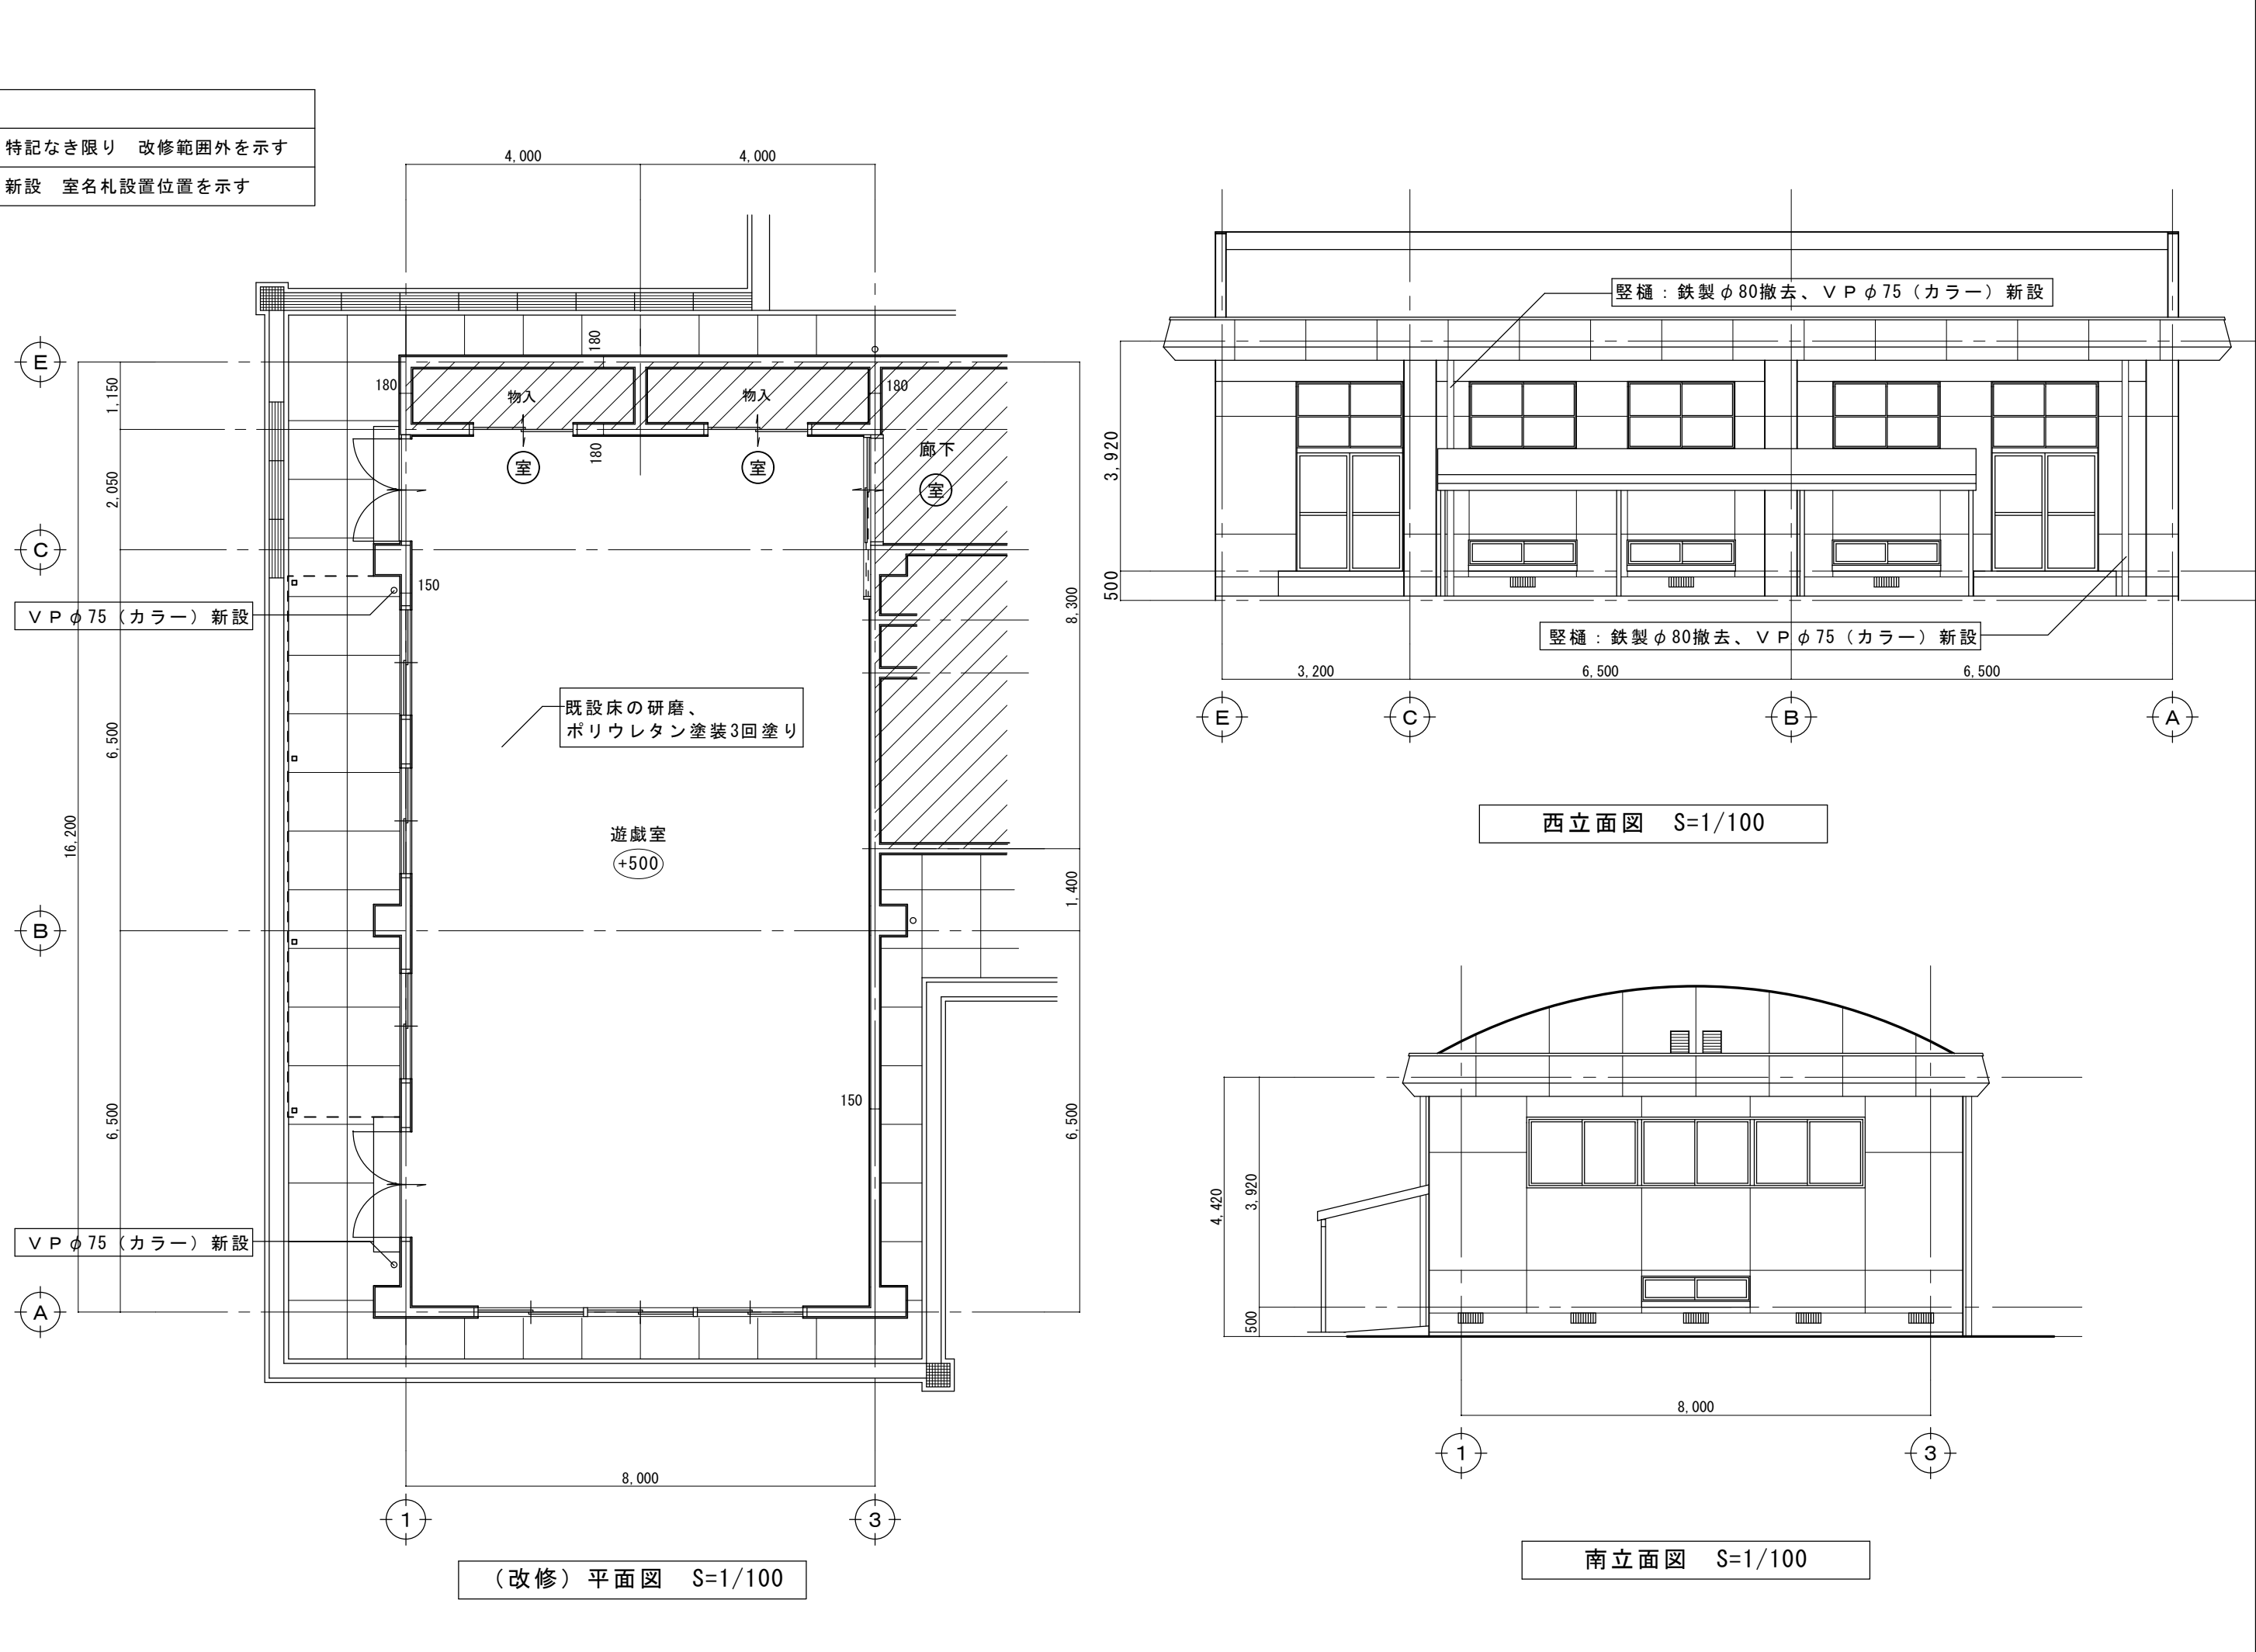 特記なき限り　改修範囲外を示す
新設　室名札設置位置を示す
4,000
4,000
180
E
1,150
180
物入
物入
180
180
廊下
室
室
室
2,050
C
150
VPφ75（カラー）新設
8,300
既設床の研磨、
ポリウレタン塗装3回塗り
6,500
16,200
遊戯室
+500
1,400
B
150
6,500
6,500
VPφ75（カラー）新設
A
8,000
1
3
（改修）平面図　S=1/100
竪樋：鉄製φ80撤去、VPφ75（カラー）新設
3,920
500
竪樋：鉄製φ80撤去、VPφ75（カラー）新設
3,200
6,500
6,500
E
C
B
A
西立面図　S=1/100
4,420
3,920
500
8,000
1
3
南立面図　S=1/100